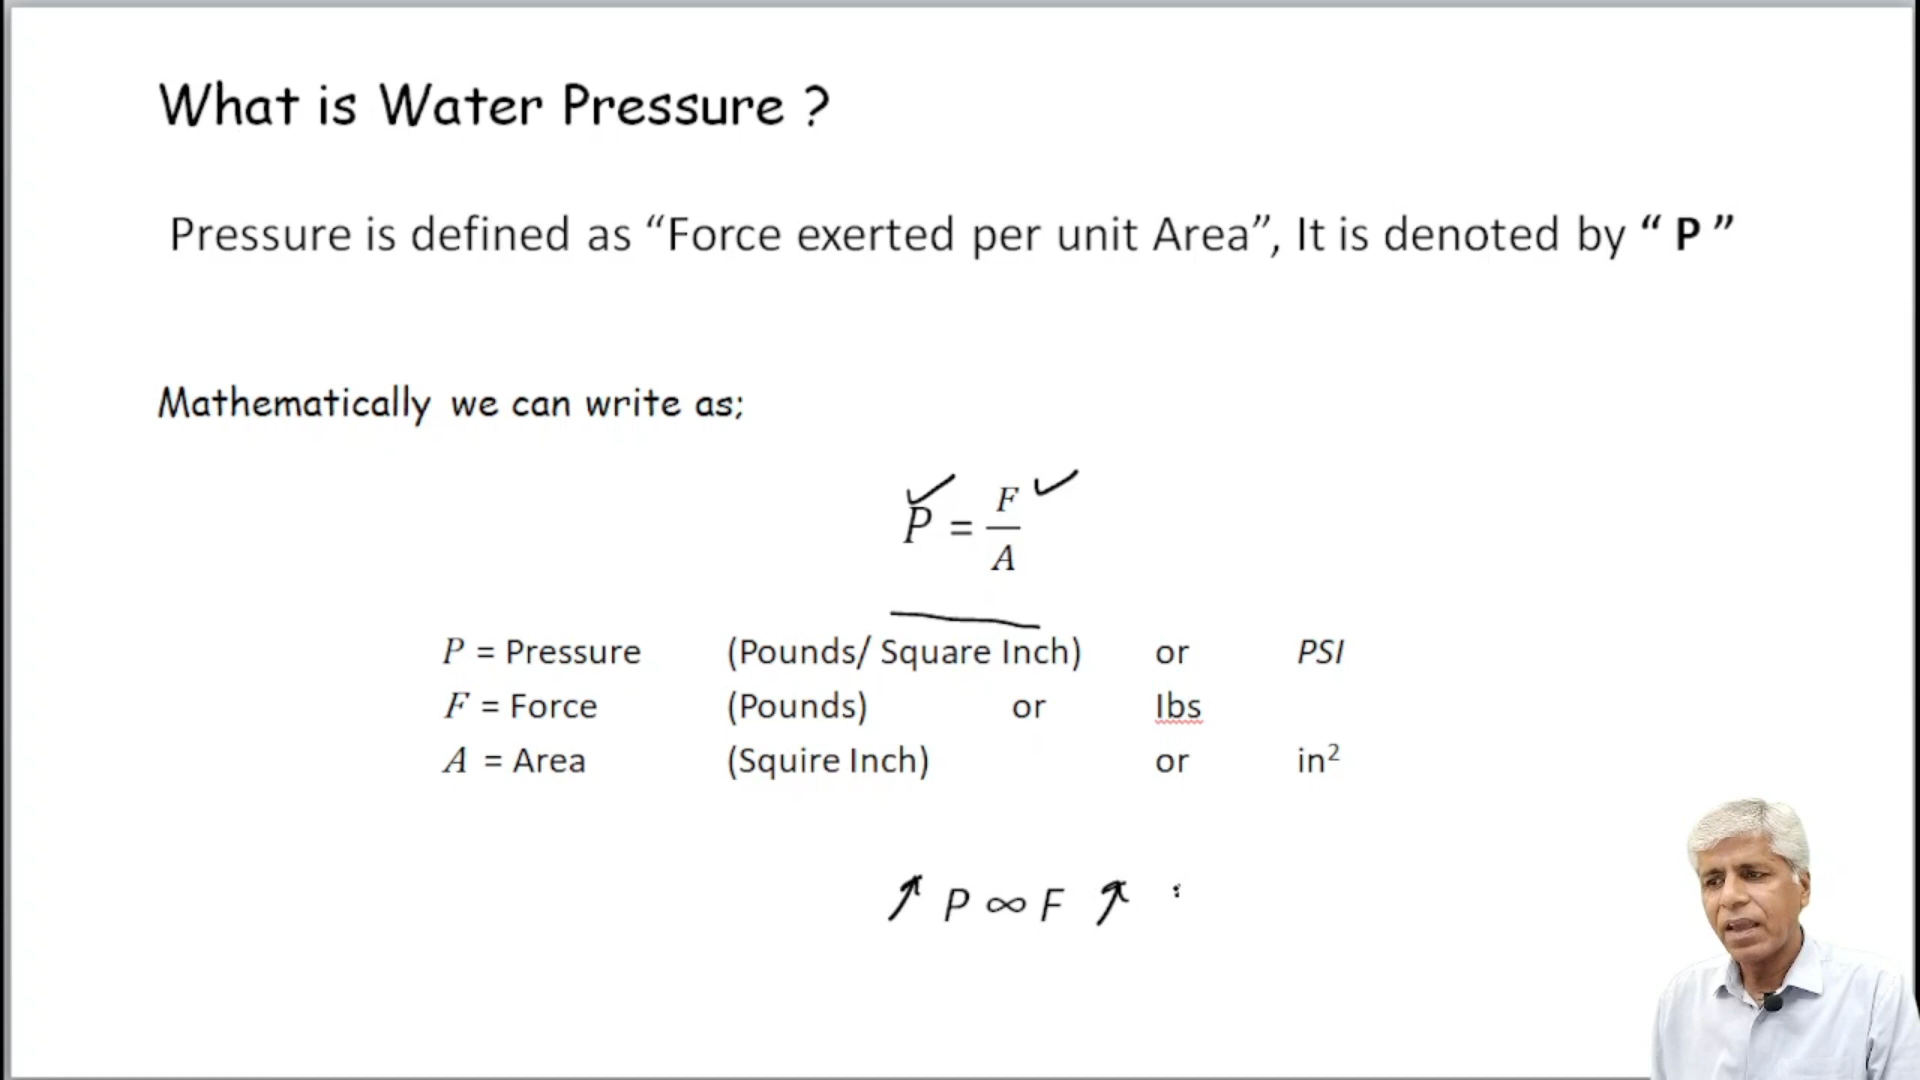 What is Water Pressure ?
Pressure is defined as “Force exerted per unit Area”, It is denoted by “ P ”
Mathematically we can write as;
P = F/A
P = Pressure (Pounds/ Square Inch) or PSI
F = Force (Pounds) or lbs
A = Area (Squire Inch) or in²
↑ P ∞ F ↑